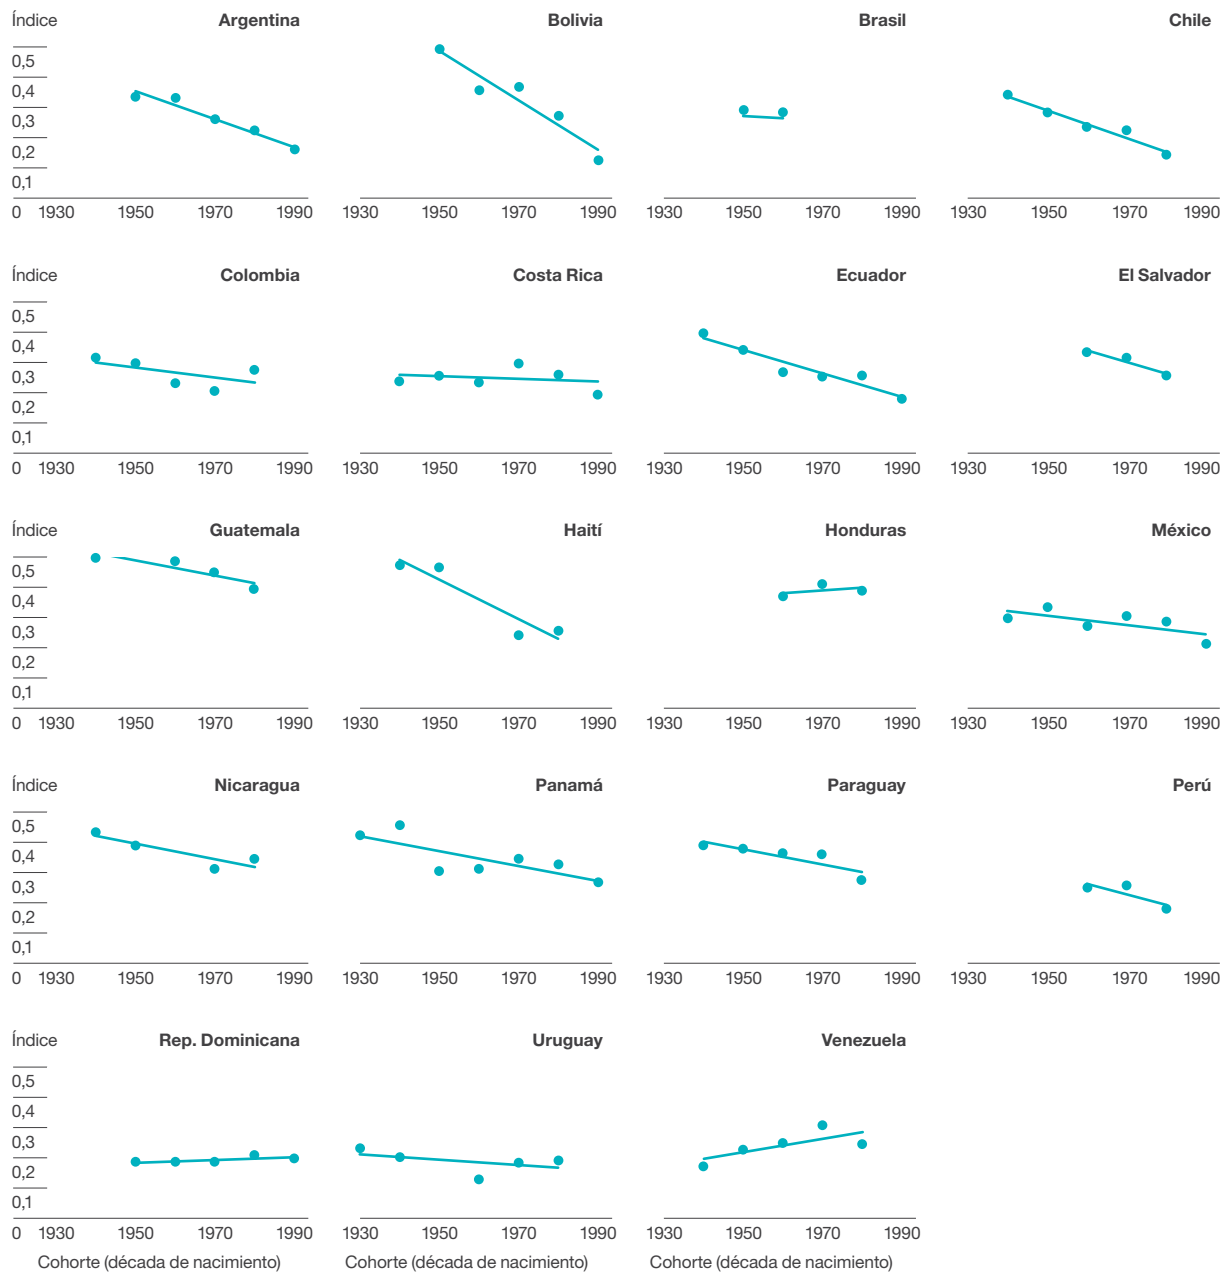 Índice Argentina Bolivia Brasil Chile
0,5
0,4
0,3
0,2
0,1
0 1930 1950 1970 1990 1930 1950 1970 1990 1930 1950 1970 1990 1930 1950 1970 1990
Índice Colombia Costa Rica Ecuador El Salvador
0,5
0,4
0,3
0,2
0,1
0 1930 1950 1970 1990 1930 1950 1970 1990 1930 1950 1970 1990 1930 1950 1970 1990
Índice Guatemala Haití Honduras México
0,5
0,4
0,3
0,2
0,1
0 1930 1950 1970 1990 1930 1950 1970 1990 1930 1950 1970 1990 1930 1950 1970 1990
Índice Nicaragua Panamá Paraguay Perú
0,5
0,4
0,3
0,2
0,1
0 1930 1950 1970 1990 1930 1950 1970 1990 1930 1950 1970 1990 1930 1950 1970 1990
Índice Rep. Dominicana Uruguay Venezuela
0,5
0,4
0,3
0,2
0,1
0 1930 1950 1970 1990 1930 1950 1970 1990 1930 1950 1970 1990
Cohorte (década de nacimiento) Cohorte (década de nacimiento) Cohorte (década de nacimiento)